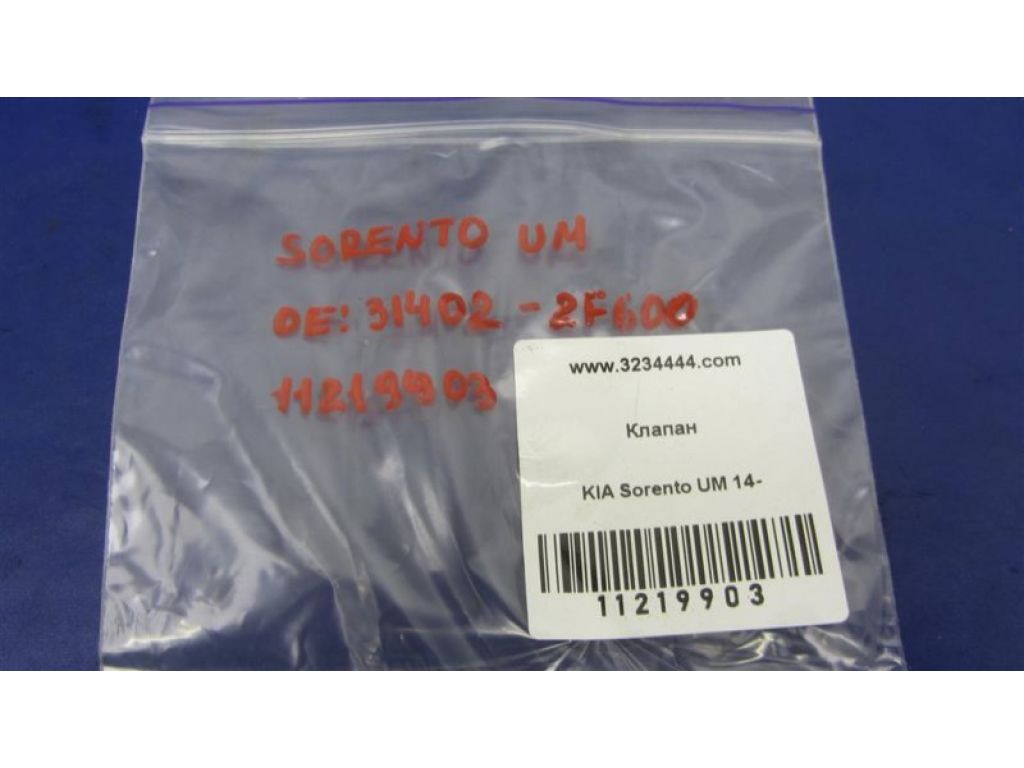 SORENTO UM
OE: 31402-2F600
11219903
www.3234444.com
Клапан
KIA Sorento UM 14-
11219903